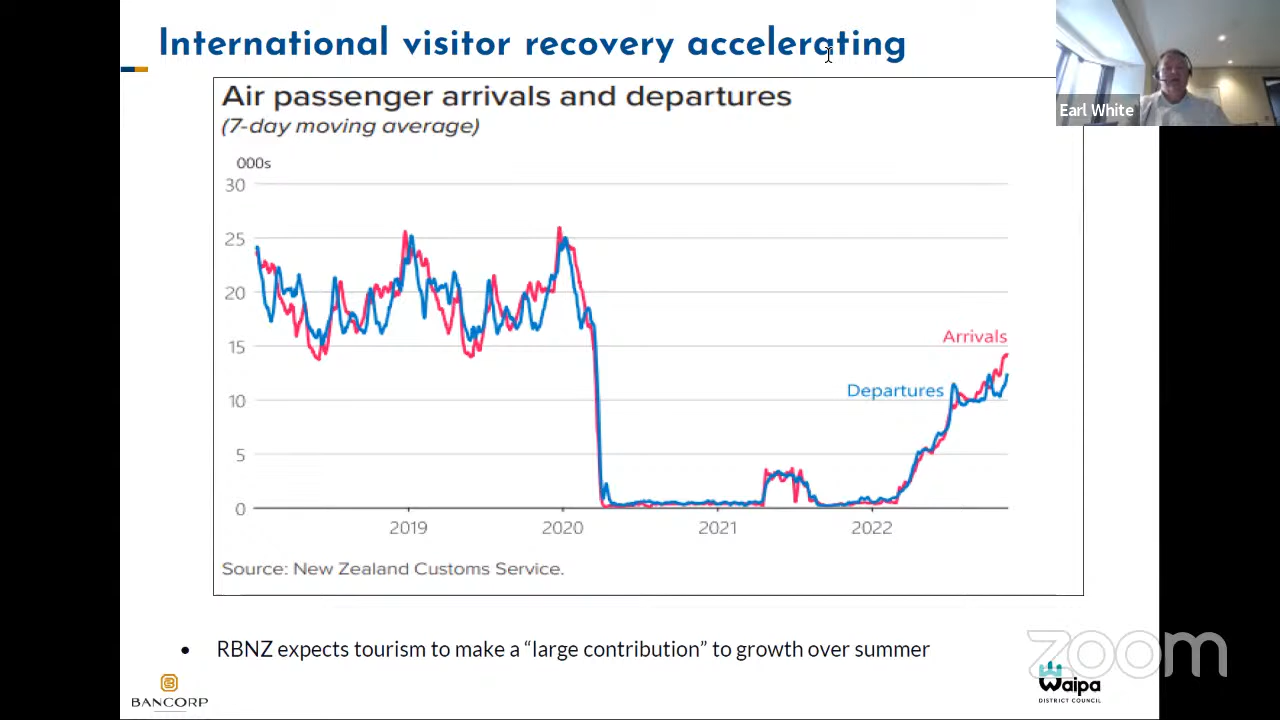 International visitor recovery accelerating
Earl White
Air passenger arrivals and departures
(7-day moving average)
000s
30
25
20
15
10
5
0
Arrivals
Departures
2019 2020 2021 2022
Source: New Zealand Customs Service.
• RBNZ expects tourism to make a “large contribution” to growth over summer
zoom
BANCORP
Waipa
DISTRICT COUNCIL